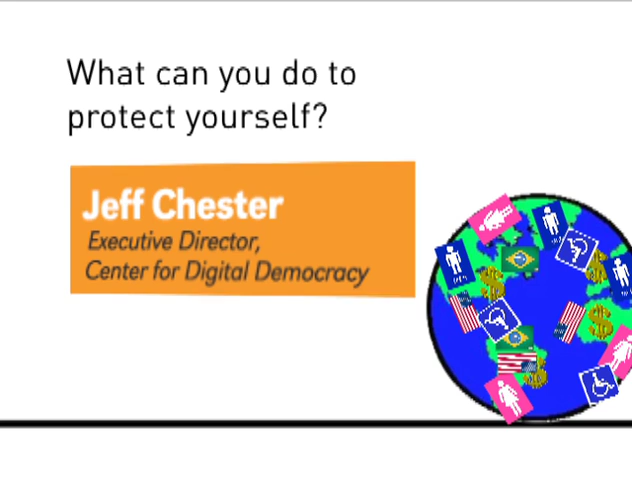 What can you do to
protect yourself?
Jeff Chester
Executive Director,
Center for Digital Democracy